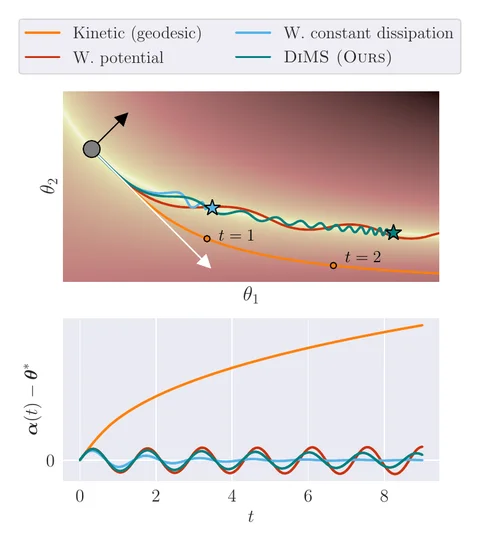 Kinetic (geodesic)
W. potential
W. constant dissipation
DiMS (Ours)
θ₂
t = 1
t = 2
θ₁
α(t) − θ*
0
0 2 4 6 8
t